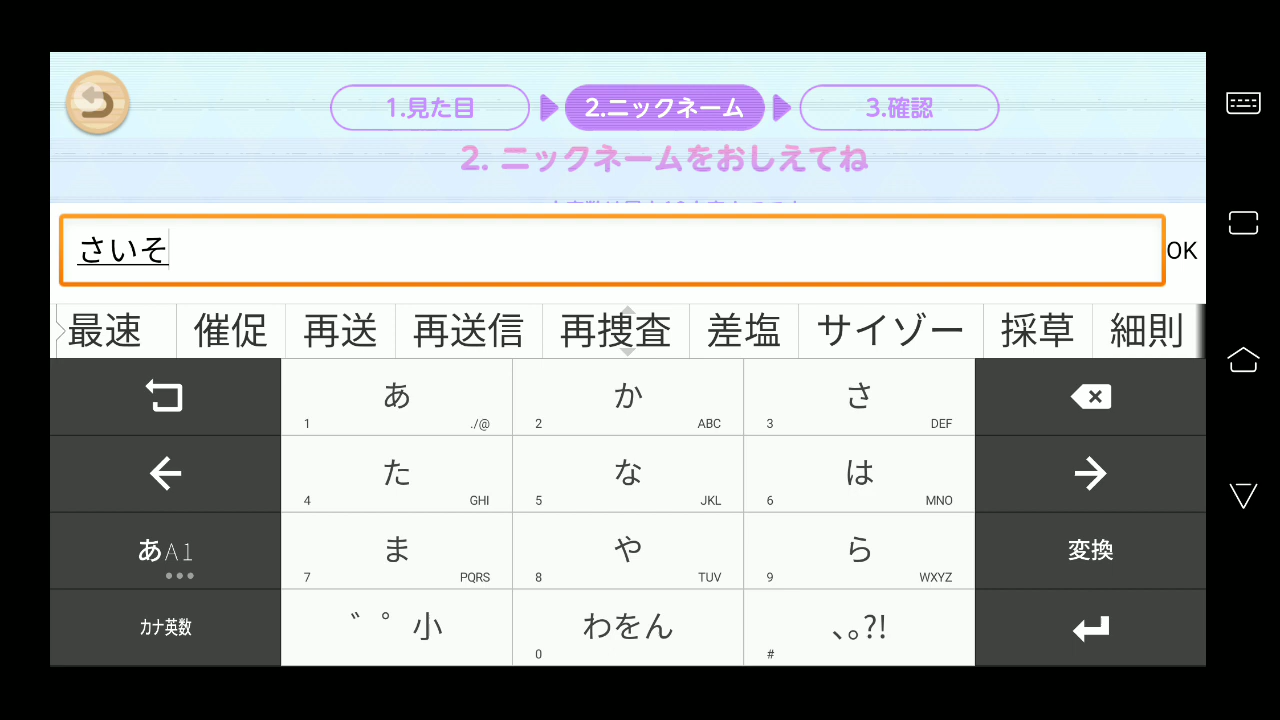 1.見た目 2.ニックネーム 3.確認
2. ニックネームをおしえてね
さいそ OK
最速 催促 再送 再送信 再捜査 差塩 サイゾー 採草 細則
あ か さ
1 ./@ 2 ABC 3 DEF
た な は
4 GHI 5 JKL 6 MNO
あA1 ま や ら 変換
7 PQRS 8 TUV 9 WXYZ
カナ英数 ゛゜小 わをん 、。?!
0 #